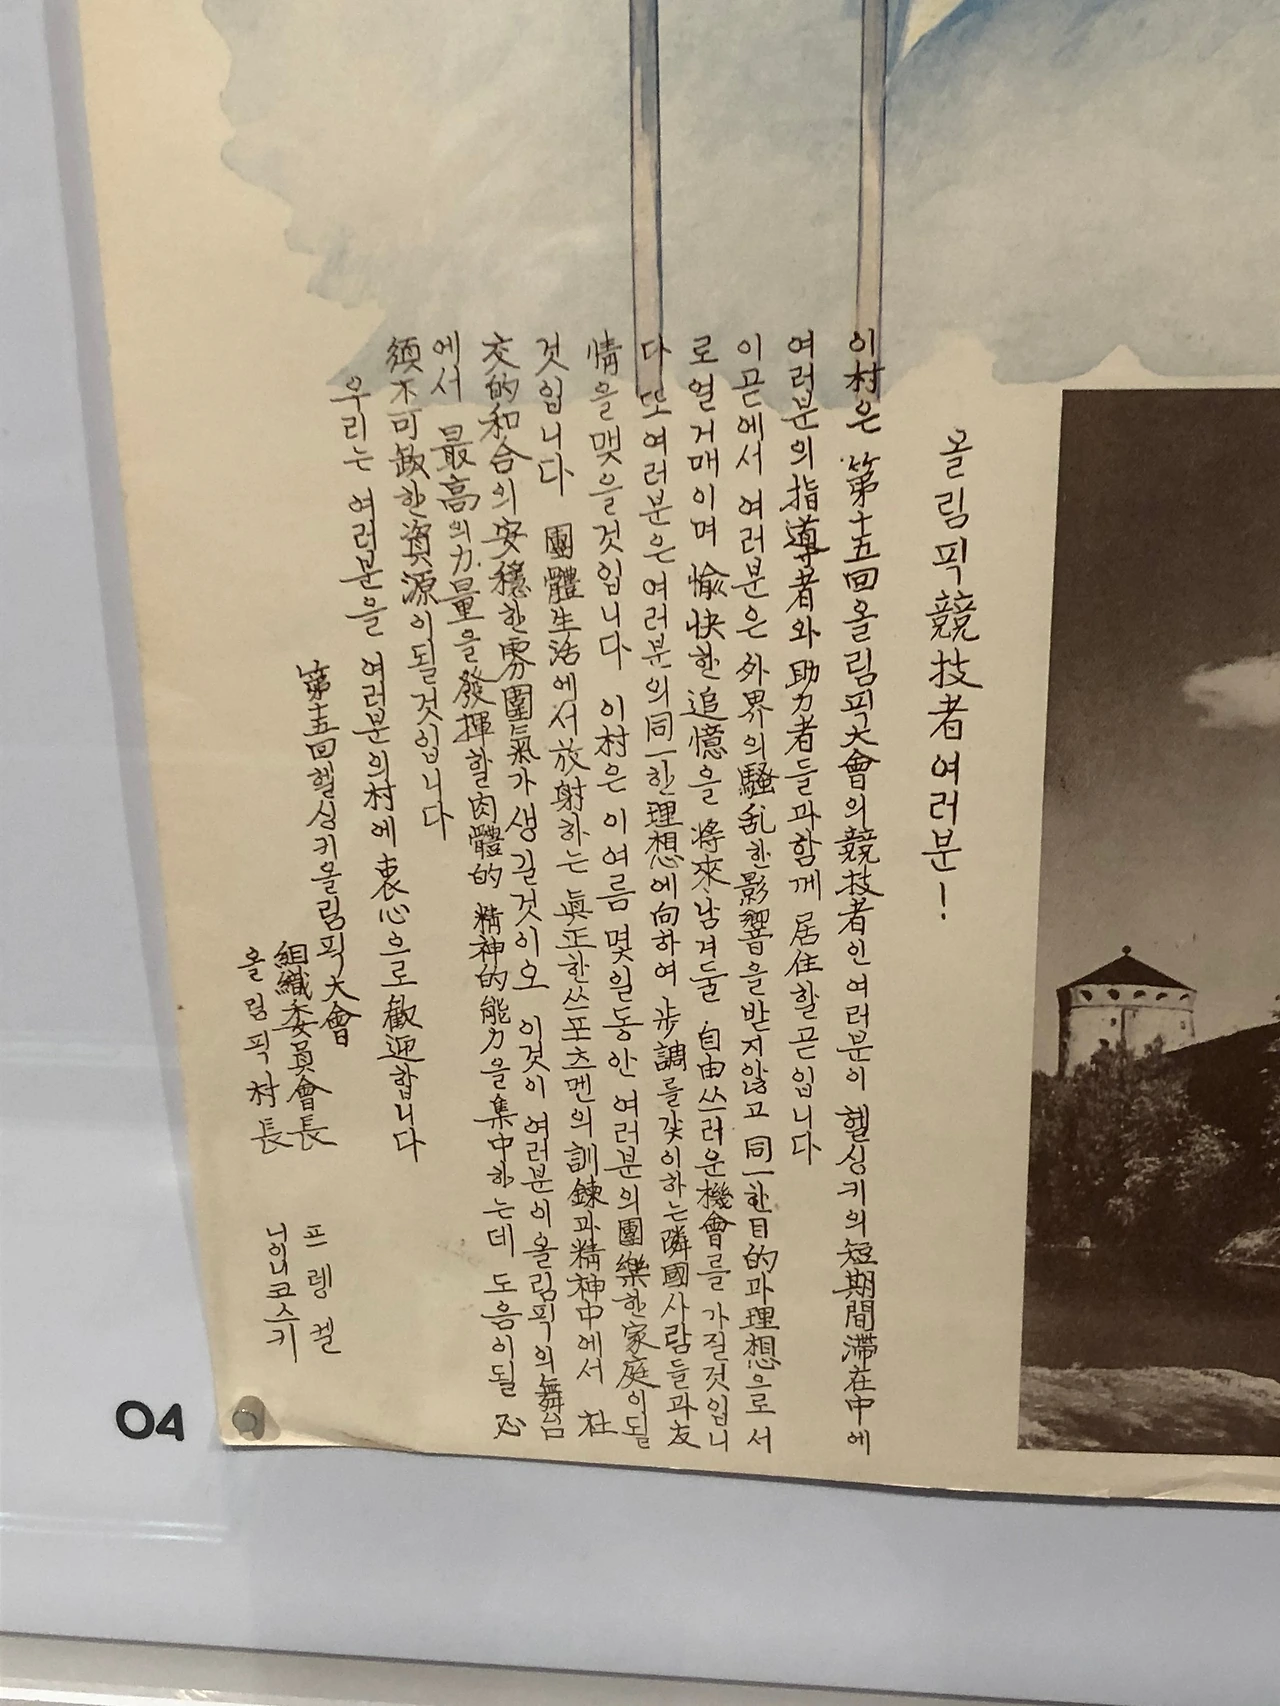 올림픽競技者여러분!
이村은 第十五回올림픽大會의競技者인여러분이 헬싱키의短期間滯在中에
여러분의指導者와助力者들과함께 居住할곧입니다
이곧에서 여러분은 外界의騷乱한影響을받지않고 同一한目的과理想으로서
로얼거매이며 愉快한追憶을 將來남겨둘 自由쓰러운機會를 가질것입니
다 또여러분은여러분의同一한理想에向하여 步調를갗이하는隣國사람들과友
情을맺을것입니다 이村은이여름 몇일동안 여러분의團樂한家庭이될
것입니다 團體生活에서放射하는 眞正한쓰포츠멘의訓鍊과精神中에서 社
交的和合의安穩한雰圍氣가생길것이오 이것이여러분이올림픽의舞台
에서 最高의力量을發揮할肉體的 精神的能力을集中하는데 도음이될 必
須不可缺한資源이될것입니다
우리는 여러분을 여러분의村에 衷心으로歡迎합니다
第十五回헬싱키올림픽大會
組織委員會長 프렝켈
올림픽村長 니이니코스키
04